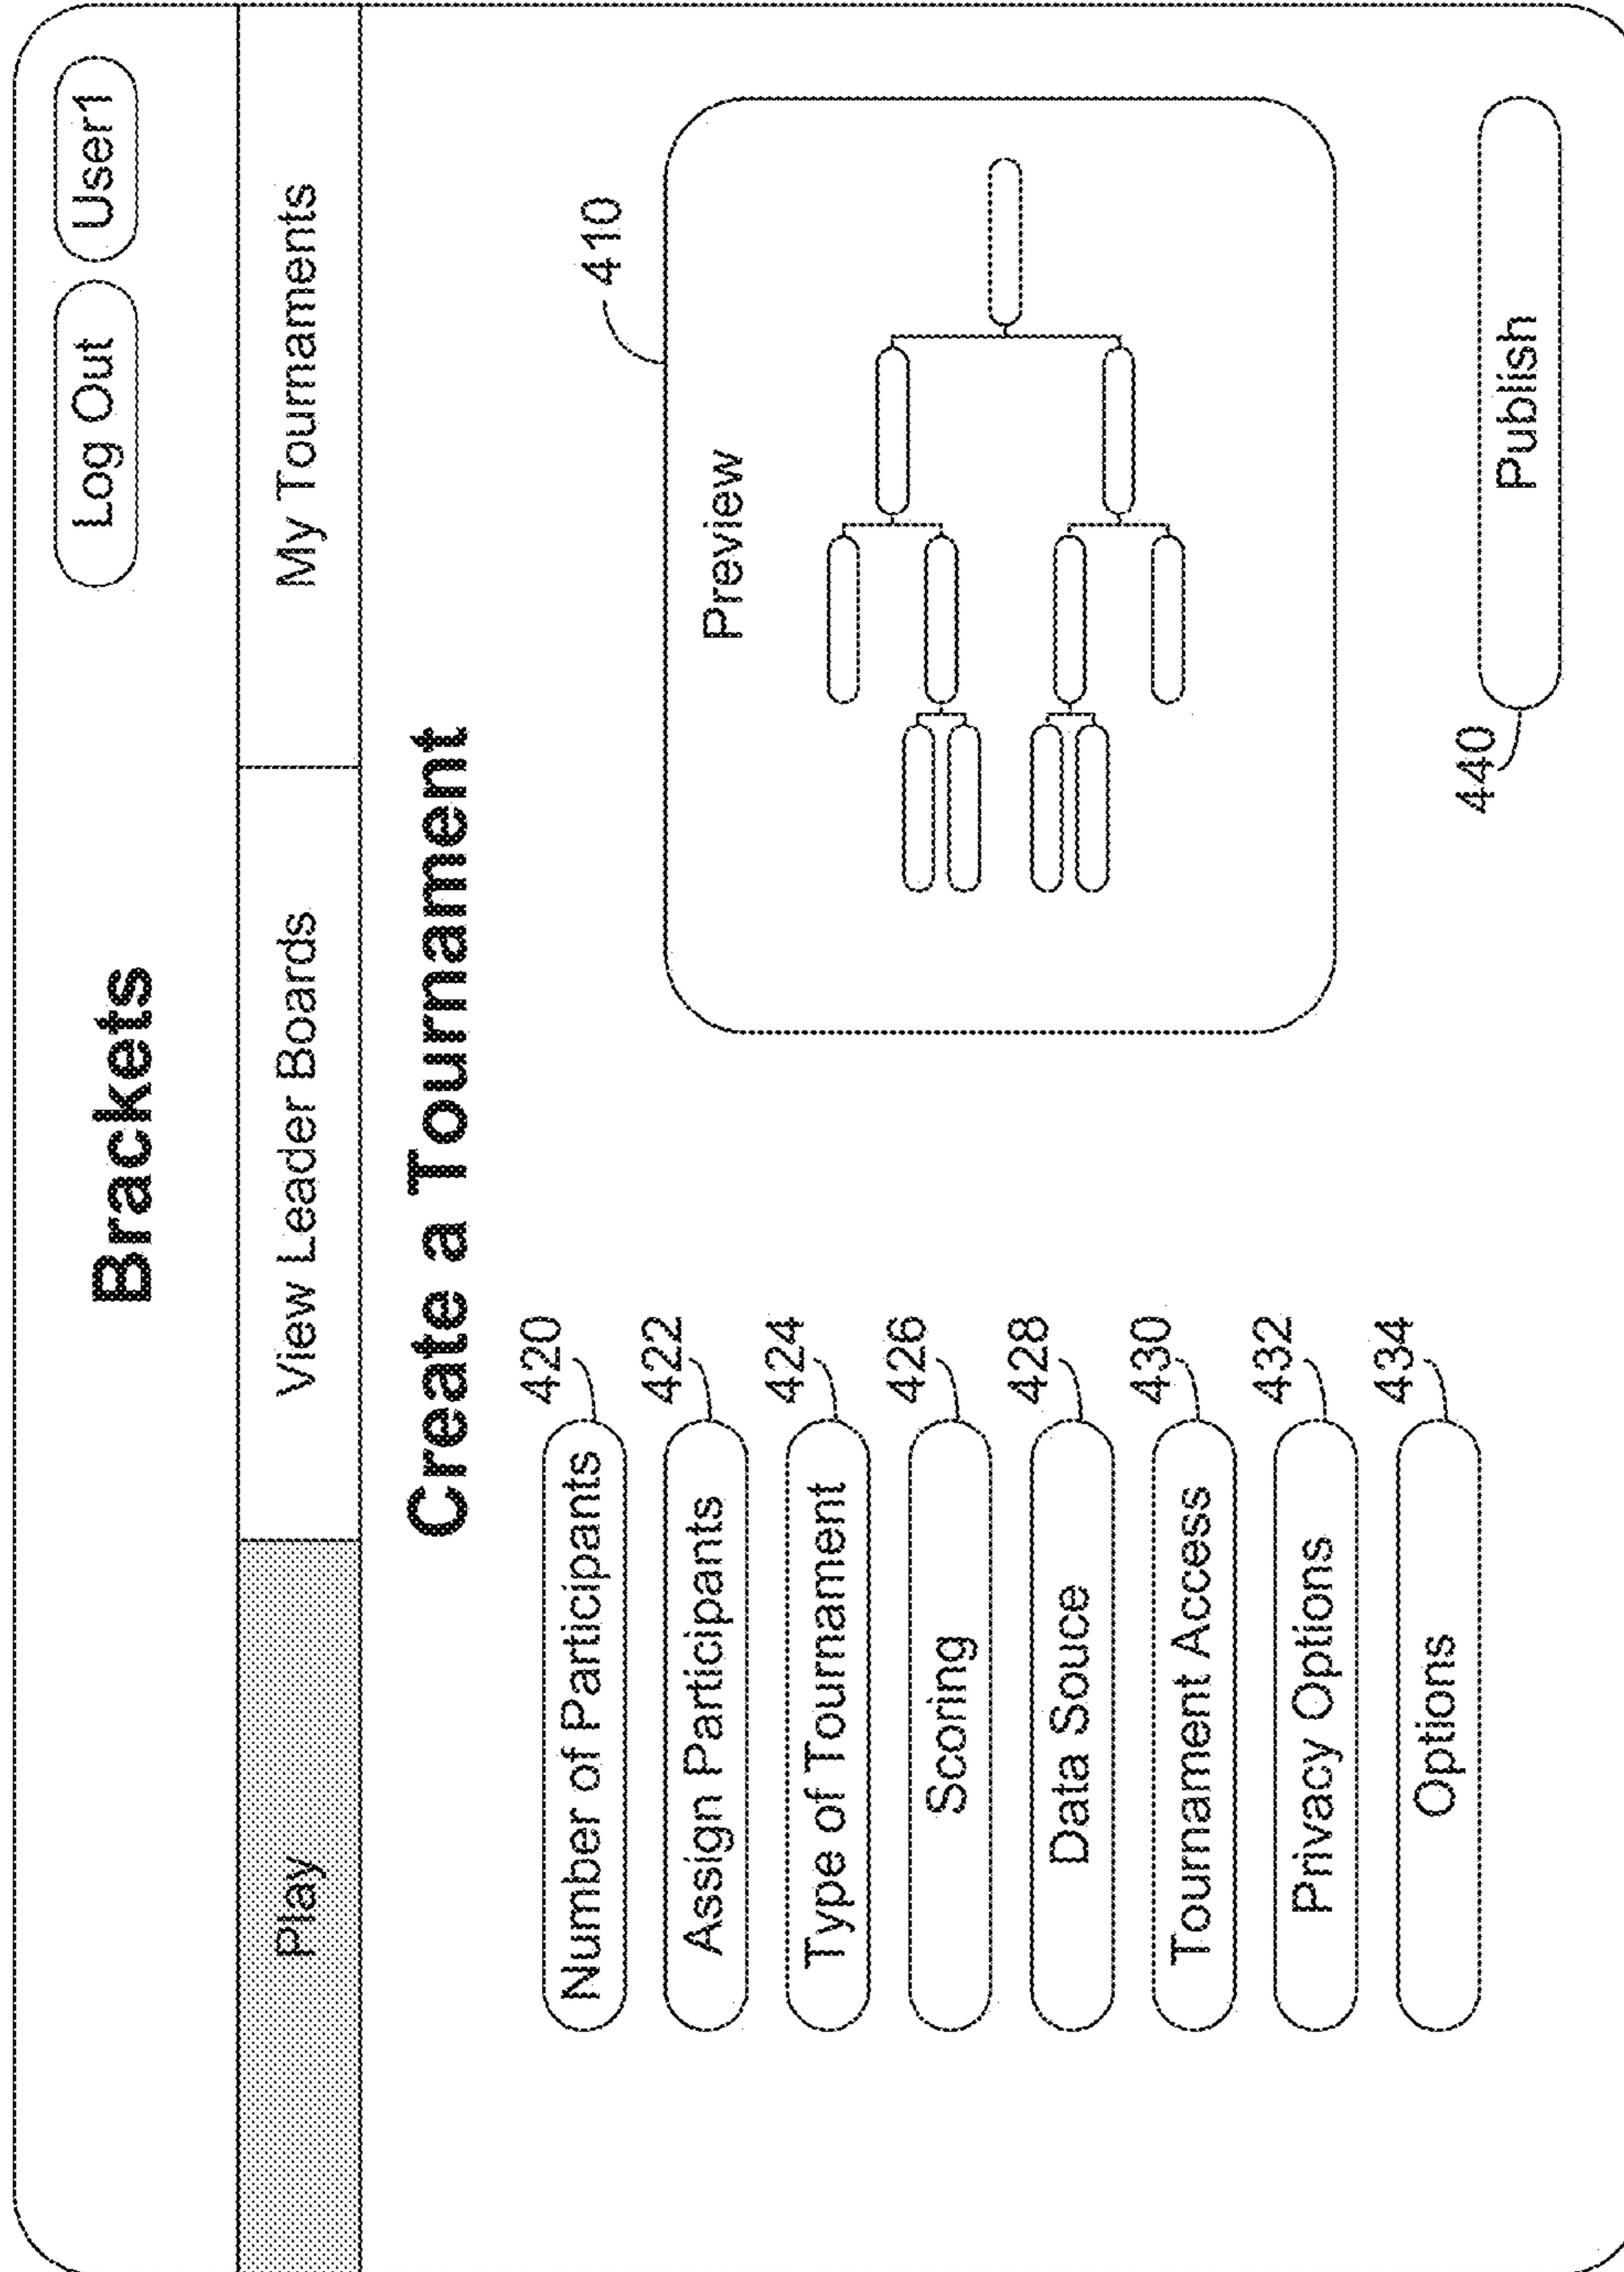 Brackets
Log Out
User1
Play
View Leader Boards
My Tournaments
Create a Tournament
Number of Participants
420
Assign Participants
422
Type of Tournament
424
Scoring
426
Data Souce
428
Tournament Access
430
Privacy Options
432
Options
434
410
Preview
440
Publish